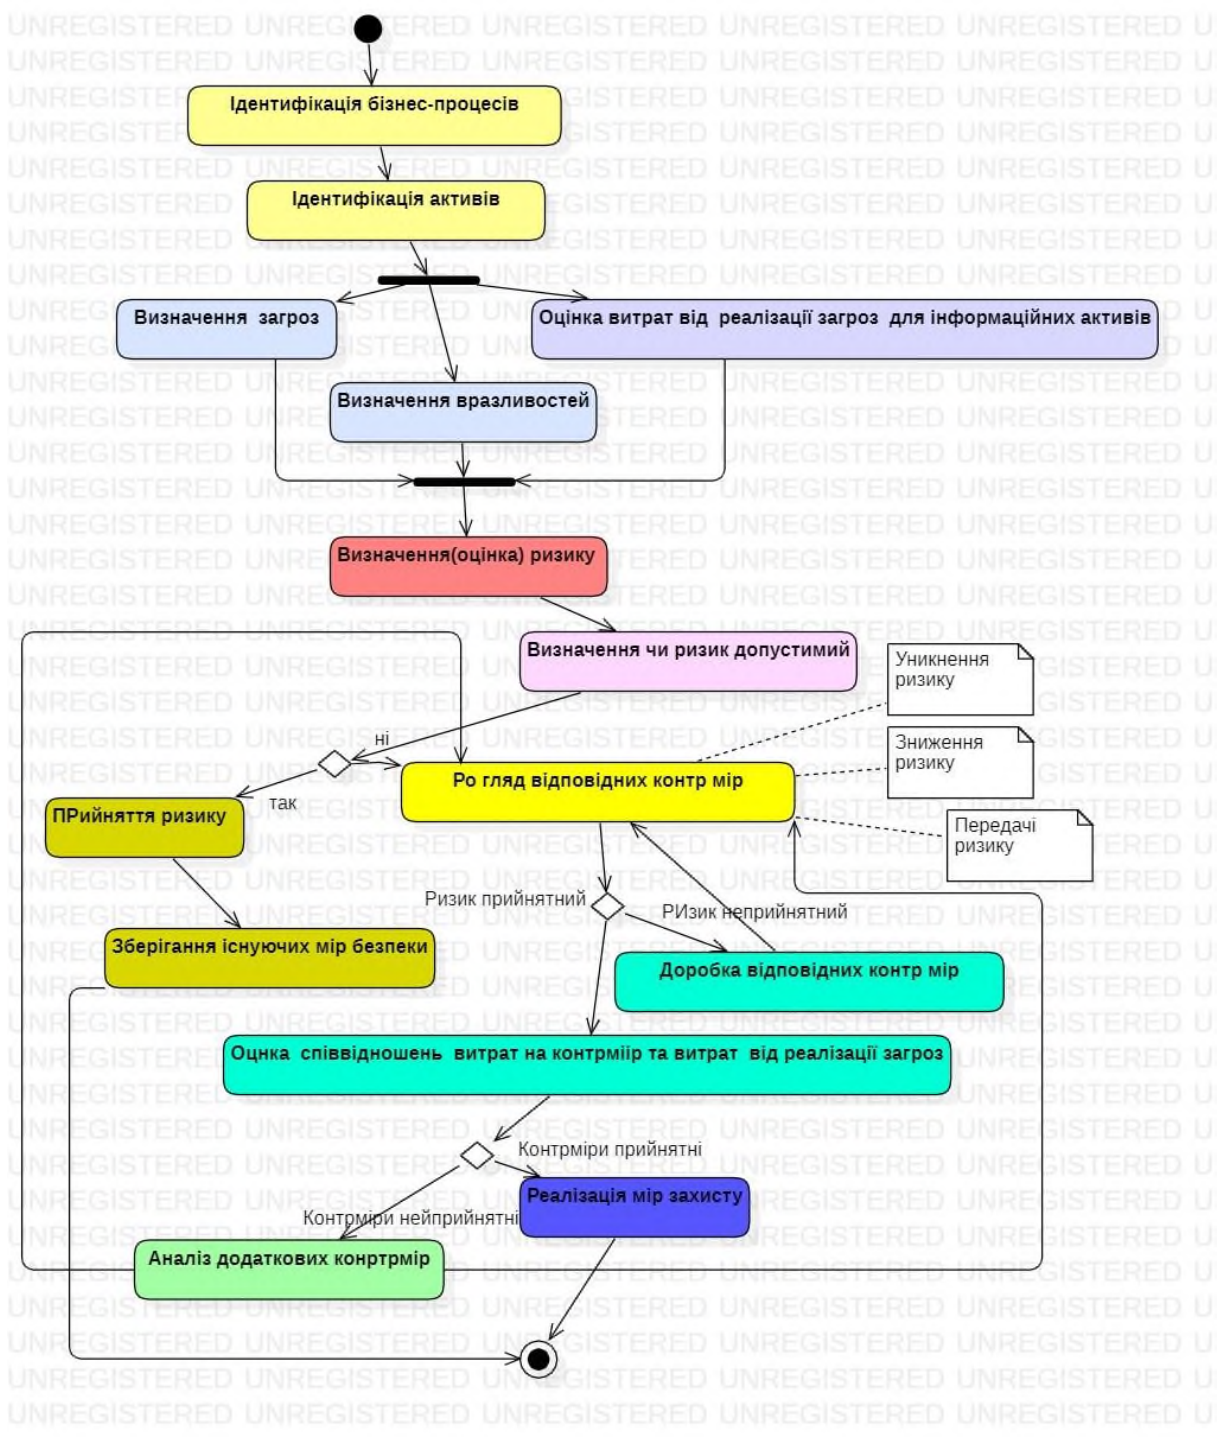 Ідентифікація бізнес-процесів
Ідентифікація активів
Визначення загроз
Оцінка витрат від реалізації загроз для інформаційних активів
Визначення вразливостей
Визначення(оцінка) ризику
Визначення чи ризик допустимий
Уникнення
ризику
ні
Зниження
ризику
Ро гляд відповідних контр мір
так
ПРийняття ризику
Передачі
ризику
Ризик прийнятний
РИзик неприйнятний
Зберігання існуючих мір безпеки
Доробка відповідних контр мір
Оцнка співвідношень витрат на контрміір та витрат від реалізації загроз
Контрміри прийнятні
Реалізація мір захисту
Контрміри нейприйнятні
Аналіз додаткових конртрмір
UNREGISTERED UNREGISTERED UNREGISTERED UNREGISTERED UNREGISTERED U